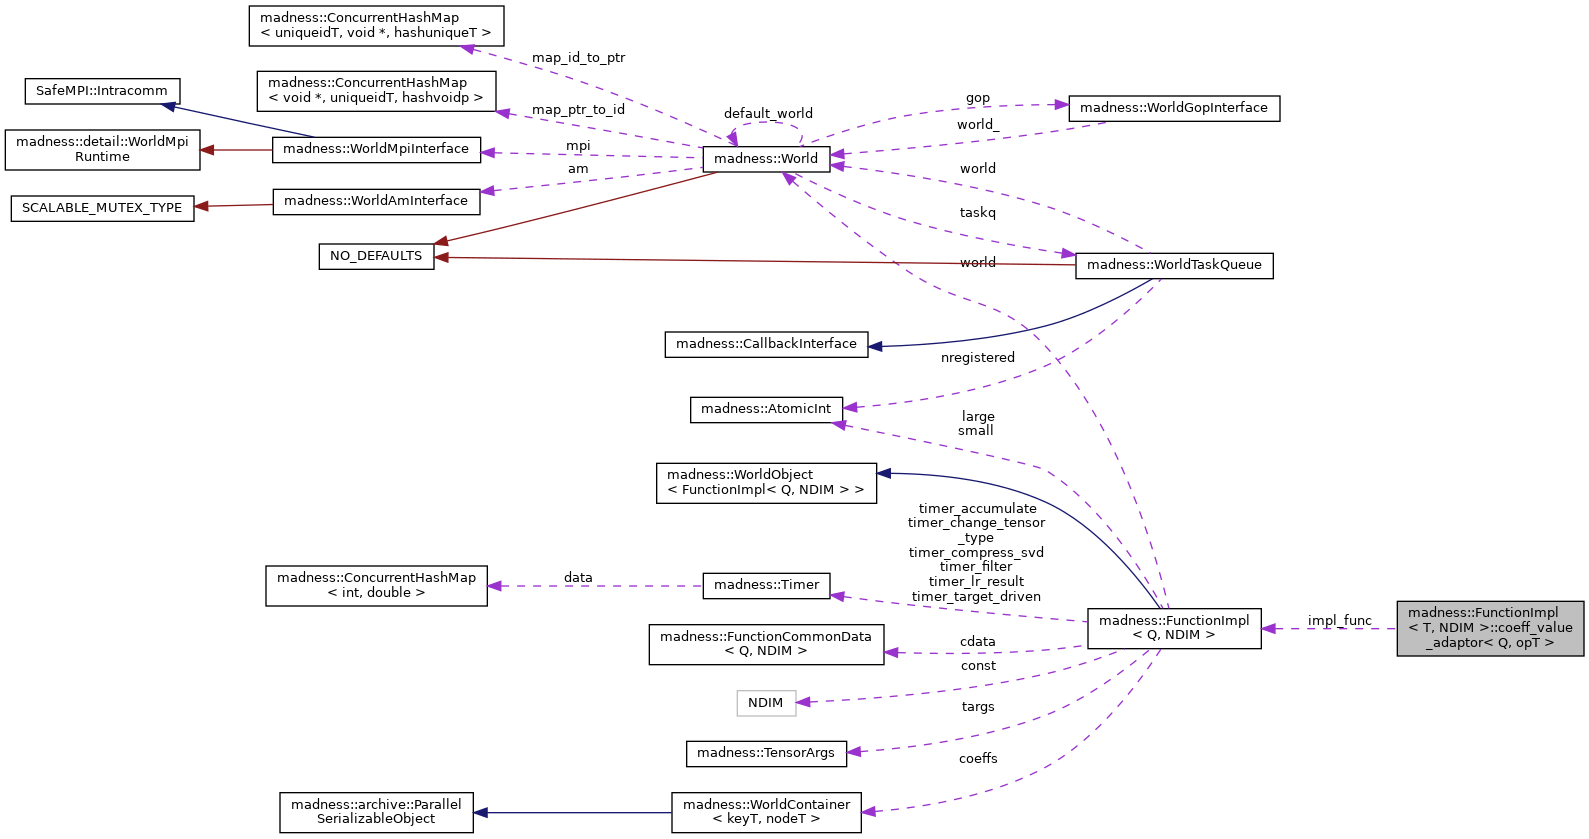 madness::ConcurrentHashMap
< uniqueidT, void *, hashuniqueT >
map_id_to_ptr
SafeMPI::Intracomm
madness::ConcurrentHashMap
< void *, uniqueidT, hashvoidp >
map_ptr_to_id
default_world
gop
madness::WorldGopInterface
world_
madness::detail::WorldMpi
Runtime
madness::WorldMpiInterface
mpi
madness::World
am
world
SCALABLE_MUTEX_TYPE
madness::WorldAmInterface
taskq
NO_DEFAULTS
world
madness::WorldTaskQueue
madness::CallbackInterface
nregistered
madness::AtomicInt
large
small
madness::WorldObject
< FunctionImpl< Q, NDIM > >
timer_accumulate
timer_change_tensor
_type
timer_compress_svd
timer_filter
timer_lr_result
timer_target_driven
madness::ConcurrentHashMap
< int, double >
data
madness::Timer
madness::FunctionImpl
< Q, NDIM >
impl_func
madness::FunctionImpl
< T, NDIM >::coeff_value
_adaptor< Q, opT >
madness::FunctionCommonData
< Q, NDIM >
cdata
const
NDIM
targs
madness::TensorArgs
coeffs
madness::archive::Parallel
SerializableObject
madness::WorldContainer
< keyT, nodeT >